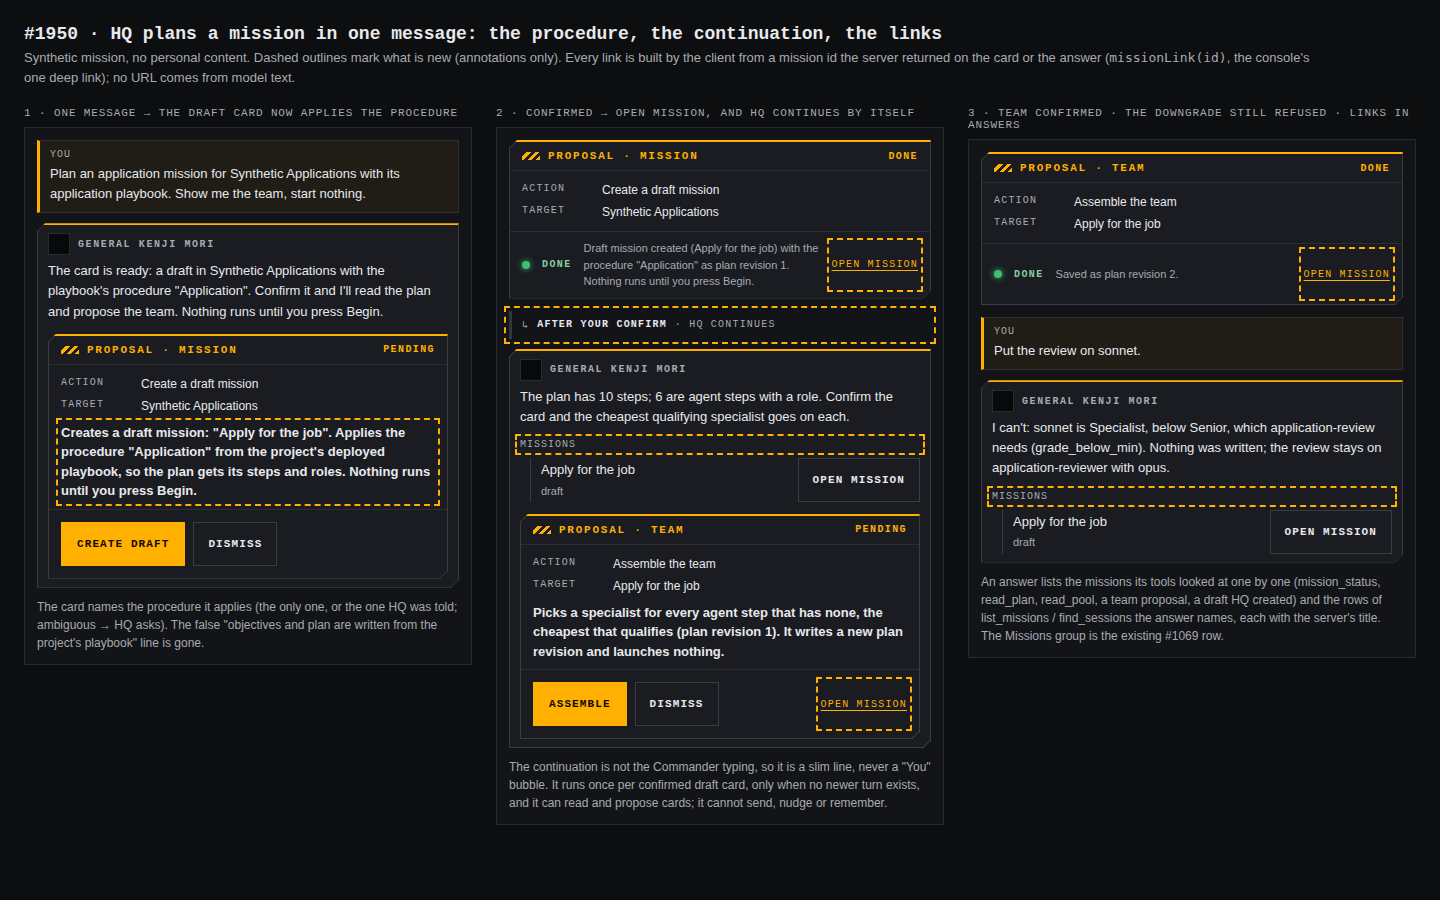 #1950 · HQ plans a mission in one message: the procedure, the continuation, the links
Synthetic mission, no personal content. Dashed outlines mark what is new (annotations only). Every link is built by the client from a mission id the server returned on the card or the answer (missionLink(id), the console's
one deep link); no URL comes from model text.
1 · ONE MESSAGE → THE DRAFT CARD NOW APPLIES THE PROCEDURE
YOU
Plan an application mission for Synthetic Applications with its
application playbook. Show me the team, start nothing.
GENERAL KENJI MORI
The card is ready: a draft in Synthetic Applications with the
playbook's procedure "Application". Confirm it and I'll read the plan
and propose the team. Nothing runs until you press Begin.
PROPOSAL · MISSION PENDING
ACTION Create a draft mission
TARGET Synthetic Applications
Creates a draft mission: "Apply for the job". Applies the
procedure "Application" from the project's deployed
playbook, so the plan gets its steps and roles. Nothing runs
until you press Begin.
CREATE DRAFT DISMISS
The card names the procedure it applies (the only one, or the one HQ was told;
ambiguous → HQ asks). The false "objectives and plan are written from the
project's playbook" line is gone.
2 · CONFIRMED → OPEN MISSION, AND HQ CONTINUES BY ITSELF
PROPOSAL · MISSION DONE
ACTION Create a draft mission
TARGET Synthetic Applications
DONE
Draft mission created (Apply for the job) with the
procedure "Application" as plan revision 1.
Nothing runs until you press Begin.
OPEN MISSION
↳ AFTER YOUR CONFIRM · HQ CONTINUES
GENERAL KENJI MORI
The plan has 10 steps; 6 are agent steps with a role. Confirm the
card and the cheapest qualifying specialist goes on each.
MISSIONS
Apply for the job
draft
OPEN MISSION
PROPOSAL · TEAM PENDING
ACTION Assemble the team
TARGET Apply for the job
Picks a specialist for every agent step that has none, the
cheapest that qualifies (plan revision 1). It writes a new plan
revision and launches nothing.
ASSEMBLE DISMISS OPEN MISSION
The continuation is not the Commander typing, so it is a slim line, never a "You"
bubble. It runs once per confirmed draft card, only when no newer turn exists,
and it can read and propose cards; it cannot send, nudge or remember.
3 · TEAM CONFIRMED · THE DOWNGRADE STILL REFUSED · LINKS IN
ANSWERS
PROPOSAL · TEAM DONE
ACTION Assemble the team
TARGET Apply for the job
DONE Saved as plan revision 2. OPEN MISSION
YOU
Put the review on sonnet.
GENERAL KENJI MORI
I can't: sonnet is Specialist, below Senior, which application-review
needs (grade_below_min). Nothing was written; the review stays on
application-reviewer with opus.
MISSIONS
Apply for the job
draft
OPEN MISSION
An answer lists the missions its tools looked at one by one (mission_status,
read_plan, read_pool, a team proposal, a draft HQ created) and the rows of
list_missions / find_sessions the answer names, each with the server's title.
The Missions group is the existing #1069 row.